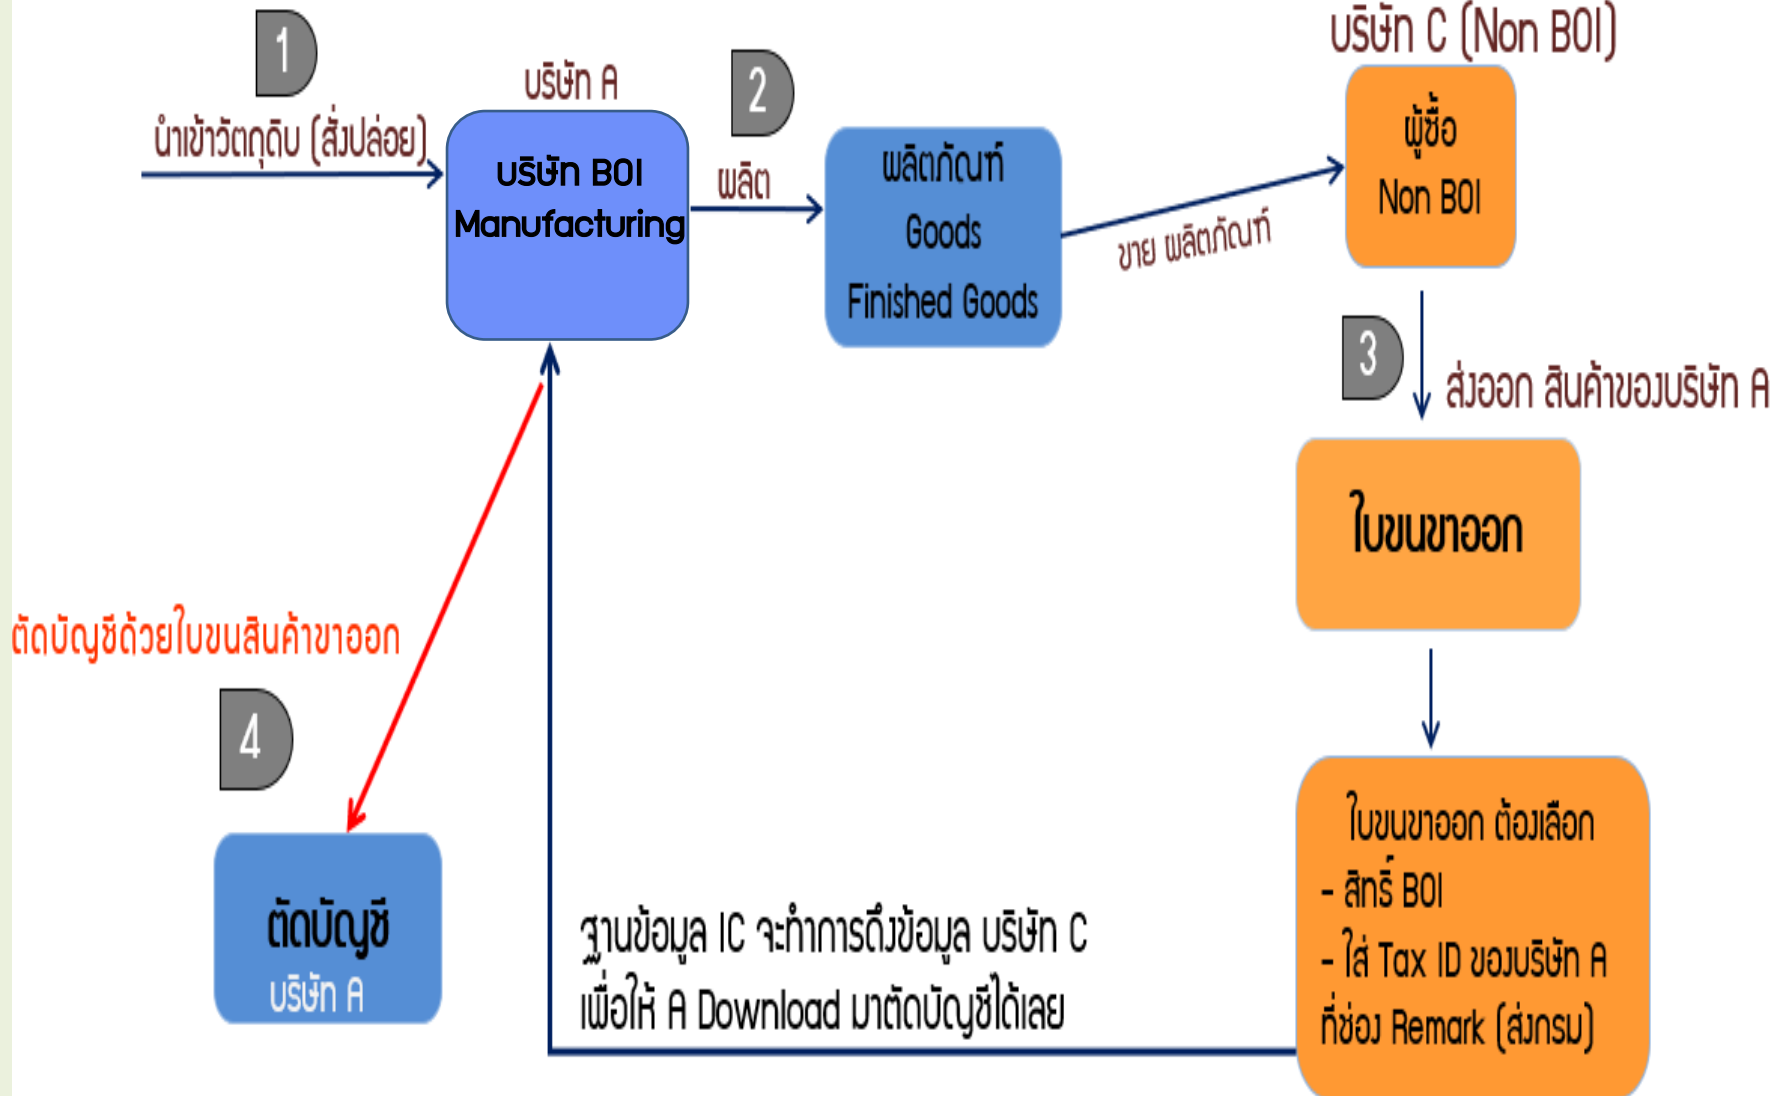 1
นำเข้าวัตถุดิบ (สั่งปล่อย)
บริษัท A
บริษัท BOI
Manufacturing
2
ผลิต
ผลิตภัณฑ์
Goods
Finished Goods
ขาย ผลิตภัณฑ์
บริษัท C (Non BOI)
ผู้ซื้อ
Non BOI
3
ส่งออก สินค้าของบริษัท A
ใบขนขาออก
ใบขนขาออก ต้องเลือก
- สิทธิ์ BOI
- ใส่ Tax ID ของบริษัท A
ที่ช่อง Remark (ส่งกรม)
ฐานข้อมูล IC จะทำการดึงข้อมูล บริษัท C
เพื่อให้ A Download มาตัดบัญชีได้เลย
ตัดบัญชีด้วยใบขนสินค้าขาออก
4
ตัดบัญชี
บริษัท A